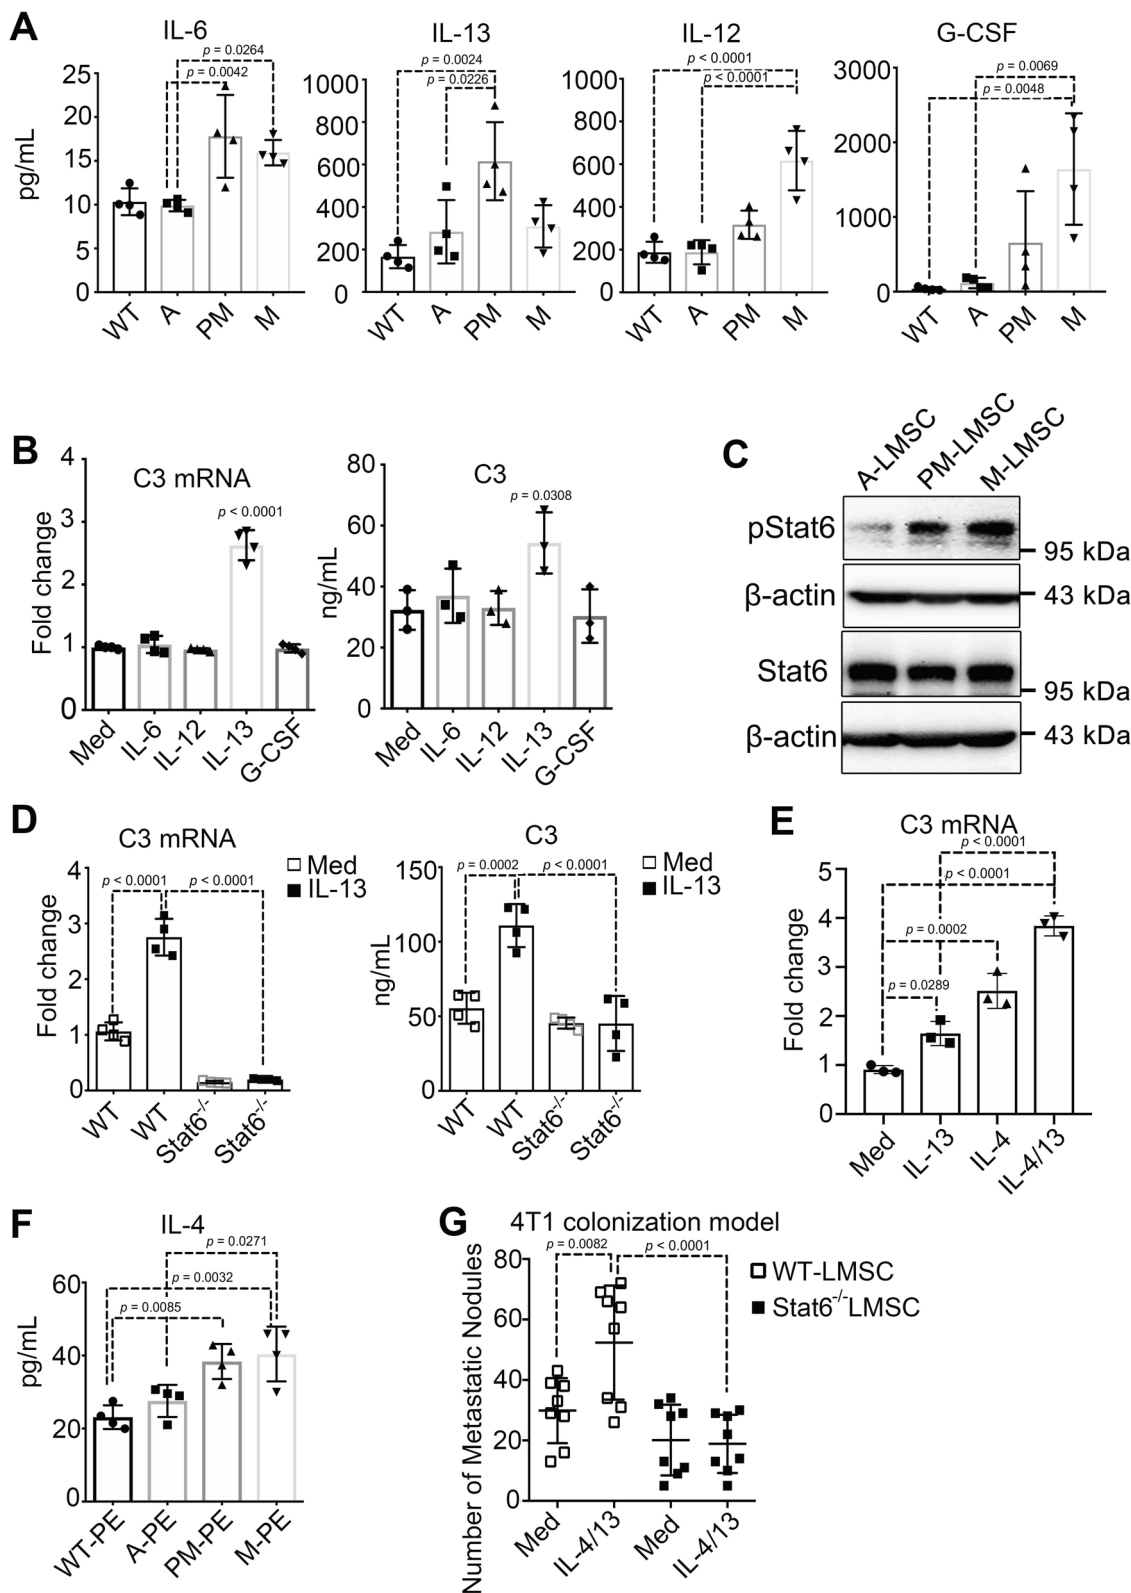 A
IL-6
p = 0.0264
p = 0.0042
25
20
15
10
5
0
pg/mL
WT
A
PM
M
IL-13
p = 0.0024
p = 0.0226
1000
800
600
400
200
0
WT
A
PM
M
IL-12
p < 0.0001
p < 0.0001
1000
800
600
400
200
0
WT
A
PM
M
G-CSF
p = 0.0069
p = 0.0048
3000
2000
1000
0
WT
A
PM
M
B
C3 mRNA
p < 0.0001
4
3
2
1
0
Fold change
Med
IL-6
IL-12
IL-13
G-CSF
C3
p = 0.0308
80
60
40
20
0
ng/mL
Med
IL-6
IL-12
IL-13
G-CSF
C
A-LMSC
PM-LMSC
M-LMSC
pStat6
95 kDa
β-actin
43 kDa
Stat6
95 kDa
β-actin
43 kDa
D
C3 mRNA
Med
IL-13
p < 0.0001
p < 0.0001
4
3
2
1
0
Fold change
WT
WT
Stat6-/-
Stat6-/-
C3
Med
IL-13
p = 0.0002
p < 0.0001
150
100
50
0
ng/mL
WT
WT
Stat6-/-
Stat6-/-
E
C3 mRNA
p < 0.0001
p < 0.0001
p = 0.0002
p = 0.0289
5
4
3
2
1
0
Fold change
Med
IL-13
IL-4
IL-4/13
F
IL-4
p = 0.0271
p = 0.0032
p = 0.0085
60
40
20
0
pg/mL
WT-PE
A-PE
PM-PE
M-PE
G
4T1 colonization model
p = 0.0082
p < 0.0001
80
60
40
20
0
Number of Metastatic Nodules
Med
IL-4/13
Med
IL-4/13
WT-LMSC
Stat6-/-LMSC